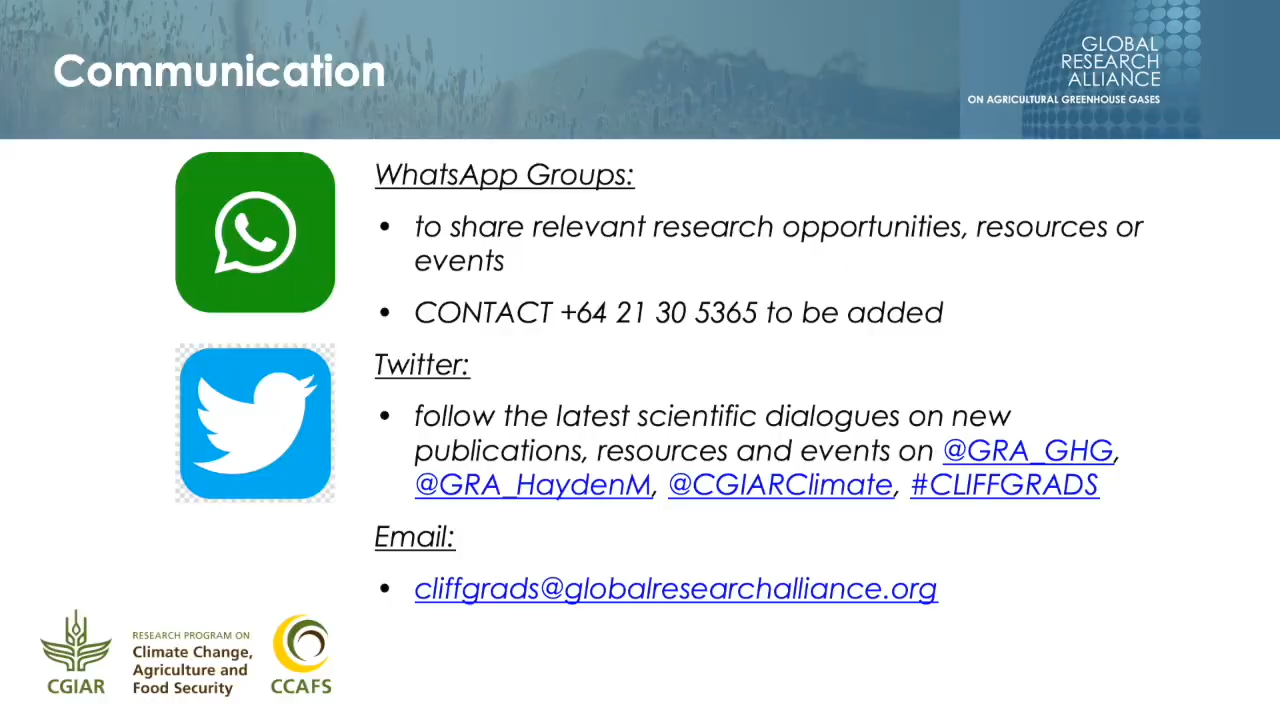 Communication
GLOBAL
RESEARCH
ALLIANCE
ON AGRICULTURAL GREENHOUSE GASES
WhatsApp Groups:
• to share relevant research opportunities, resources or
events
• CONTACT +64 21 30 5365 to be added
Twitter:
• follow the latest scientific dialogues on new
publications, resources and events on @GRA_GHG,
@GRA_HaydenM, @CGIARClimate, #CLIFFGRADS
Email:
• cliffgrads@globalresearchalliance.org
CGIAR
RESEARCH PROGRAM ON
Climate Change,
Agriculture and
Food Security
CCAFS